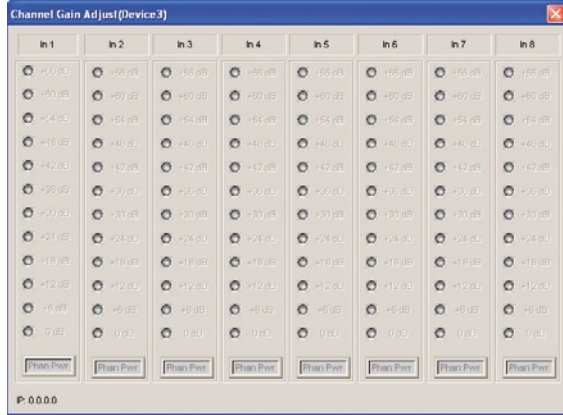 Channel Gain Adjust(Device3)
In 1 In 2 In 3 In 4 In 5 In 6 In 7 In 8
+66 dB +66 dB +66 dB +66 dB +66 dB +66 dB +66 dB +66 dB
+60 dB +60 dB +60 dB +60 dB +60 dB +60 dB +60 dB +60 dB
+54 dB +54 dB +54 dB +54 dB +54 dB +54 dB +54 dB +54 dB
+48 dB +48 dB +48 dB +48 dB +48 dB +48 dB +48 dB +48 dB
+42 dB +42 dB +42 dB +42 dB +42 dB +42 dB +42 dB +42 dB
+36 dB +36 dB +36 dB +36 dB +36 dB +36 dB +36 dB +36 dB
+30 dB +30 dB +30 dB +30 dB +30 dB +30 dB +30 dB +30 dB
+24 dB +24 dB +24 dB +24 dB +24 dB +24 dB +24 dB +24 dB
+18 dB +18 dB +18 dB +18 dB +18 dB +18 dB +18 dB +18 dB
+12 dB +12 dB +12 dB +12 dB +12 dB +12 dB +12 dB +12 dB
+6 dB +6 dB +6 dB +6 dB +6 dB +6 dB +6 dB +6 dB
0 dB 0 dB 0 dB 0 dB 0 dB 0 dB 0 dB 0 dB
Phan Pwr Phan Pwr Phan Pwr Phan Pwr Phan Pwr Phan Pwr Phan Pwr Phan Pwr
IP: 0.0.0.0